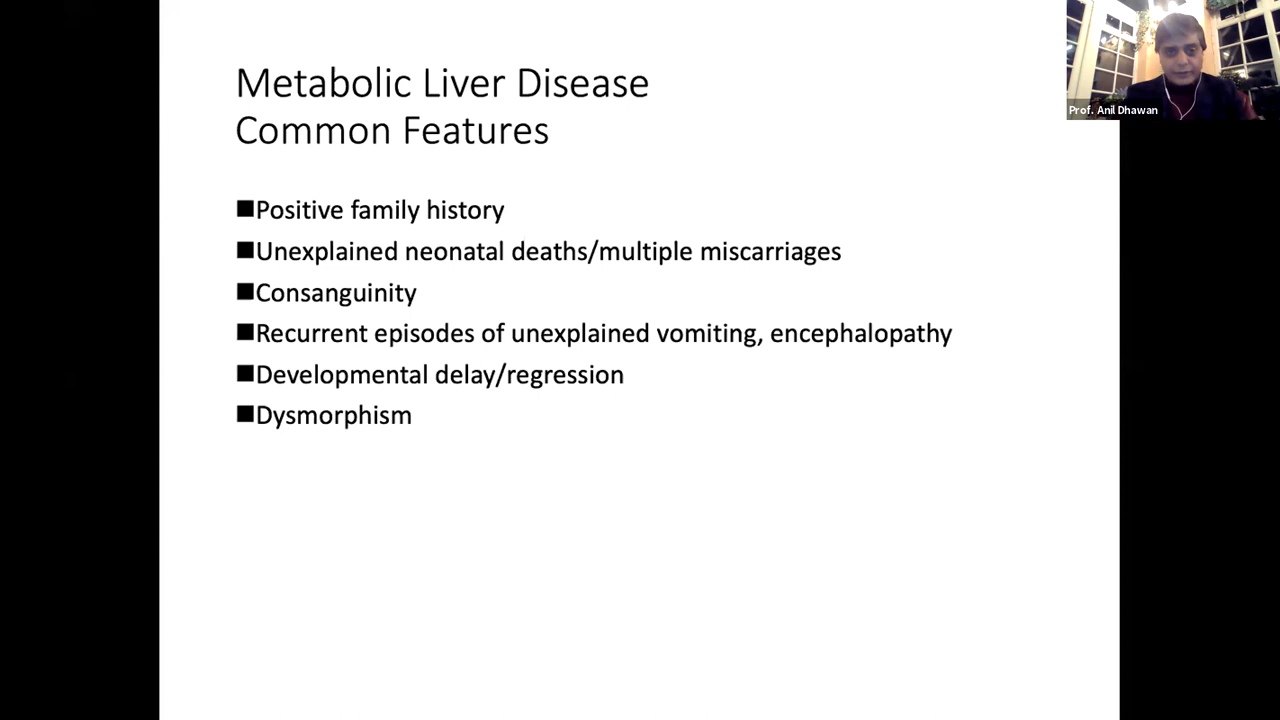 Metabolic Liver Disease
Common Features
■Positive family history
■Unexplained neonatal deaths/multiple miscarriages
■Consanguinity
■Recurrent episodes of unexplained vomiting, encephalopathy
■Developmental delay/regression
■Dysmorphism
Prof. Anil Dhawan